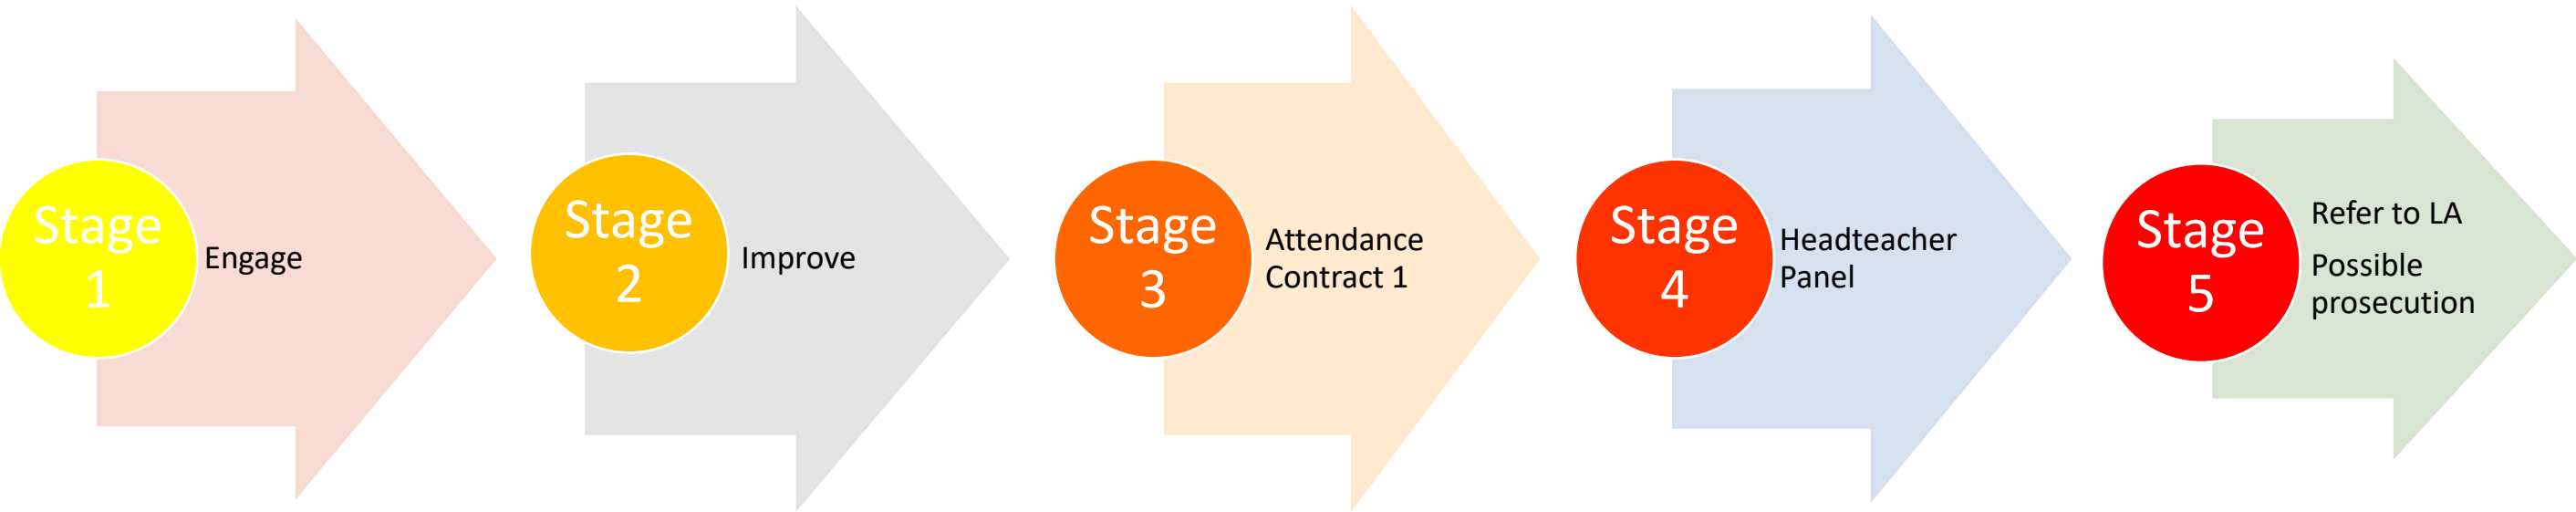 Stage
1
Engage
Stage
2
Improve
Stage
3
Attendance
Contract 1
Stage
4
Headteacher
Panel
Stage
5
Refer to LA
Possible
prosecution